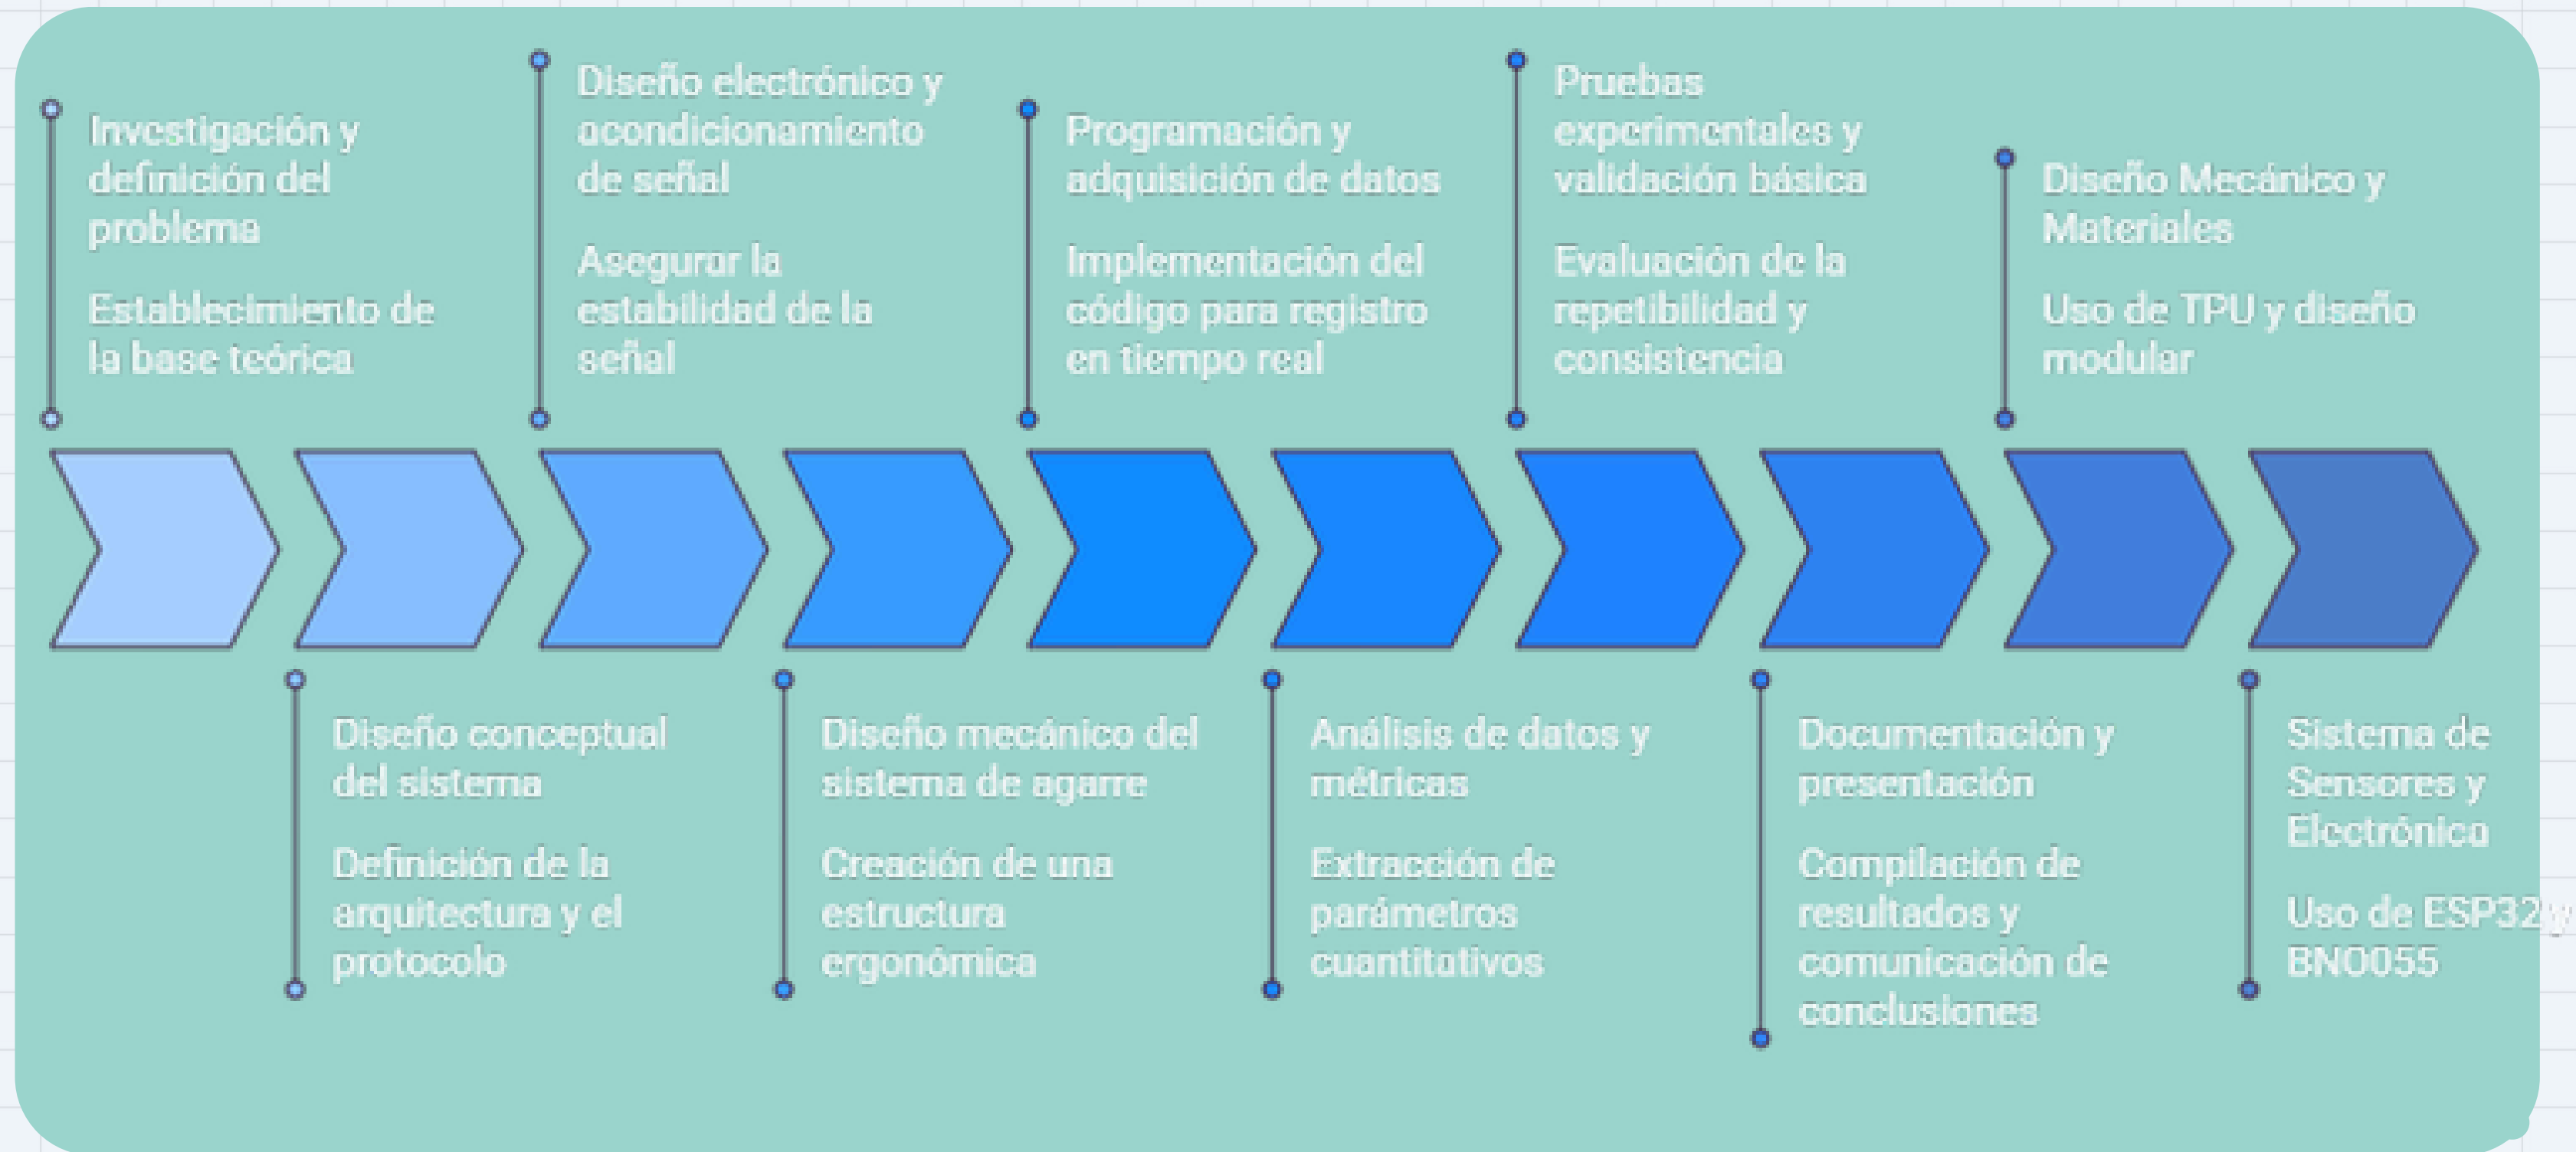 Investigación y
definición del
problema
Establecimiento de
la base teórica
Diseño conceptual
del sistema
Definición de la
arquitectura y el
protocolo
Diseño electrónico y
acondicionamiento
de señal
Asegurar la
estabilidad de la
señal
Diseño mecánico del
sistema de agarre
Creación de una
estructura
ergonómica
Programación y
adquisición de datos
Implementación del
código para registro
en tiempo real
Análisis de datos y
métricas
Extracción de
parámetros
cuantitativos
Pruebas
experimentales y
validación básica
Evaluación de la
repetibilidad y
consistencia
Documentación y
presentación
Compilación de
resultados y
comunicación de
conclusiones
Diseño Mecánico y
Materiales
Uso de TPU y diseño
modular
Sistema de
Sensores y
Electrónica
Uso de ESP32 y
BNO055